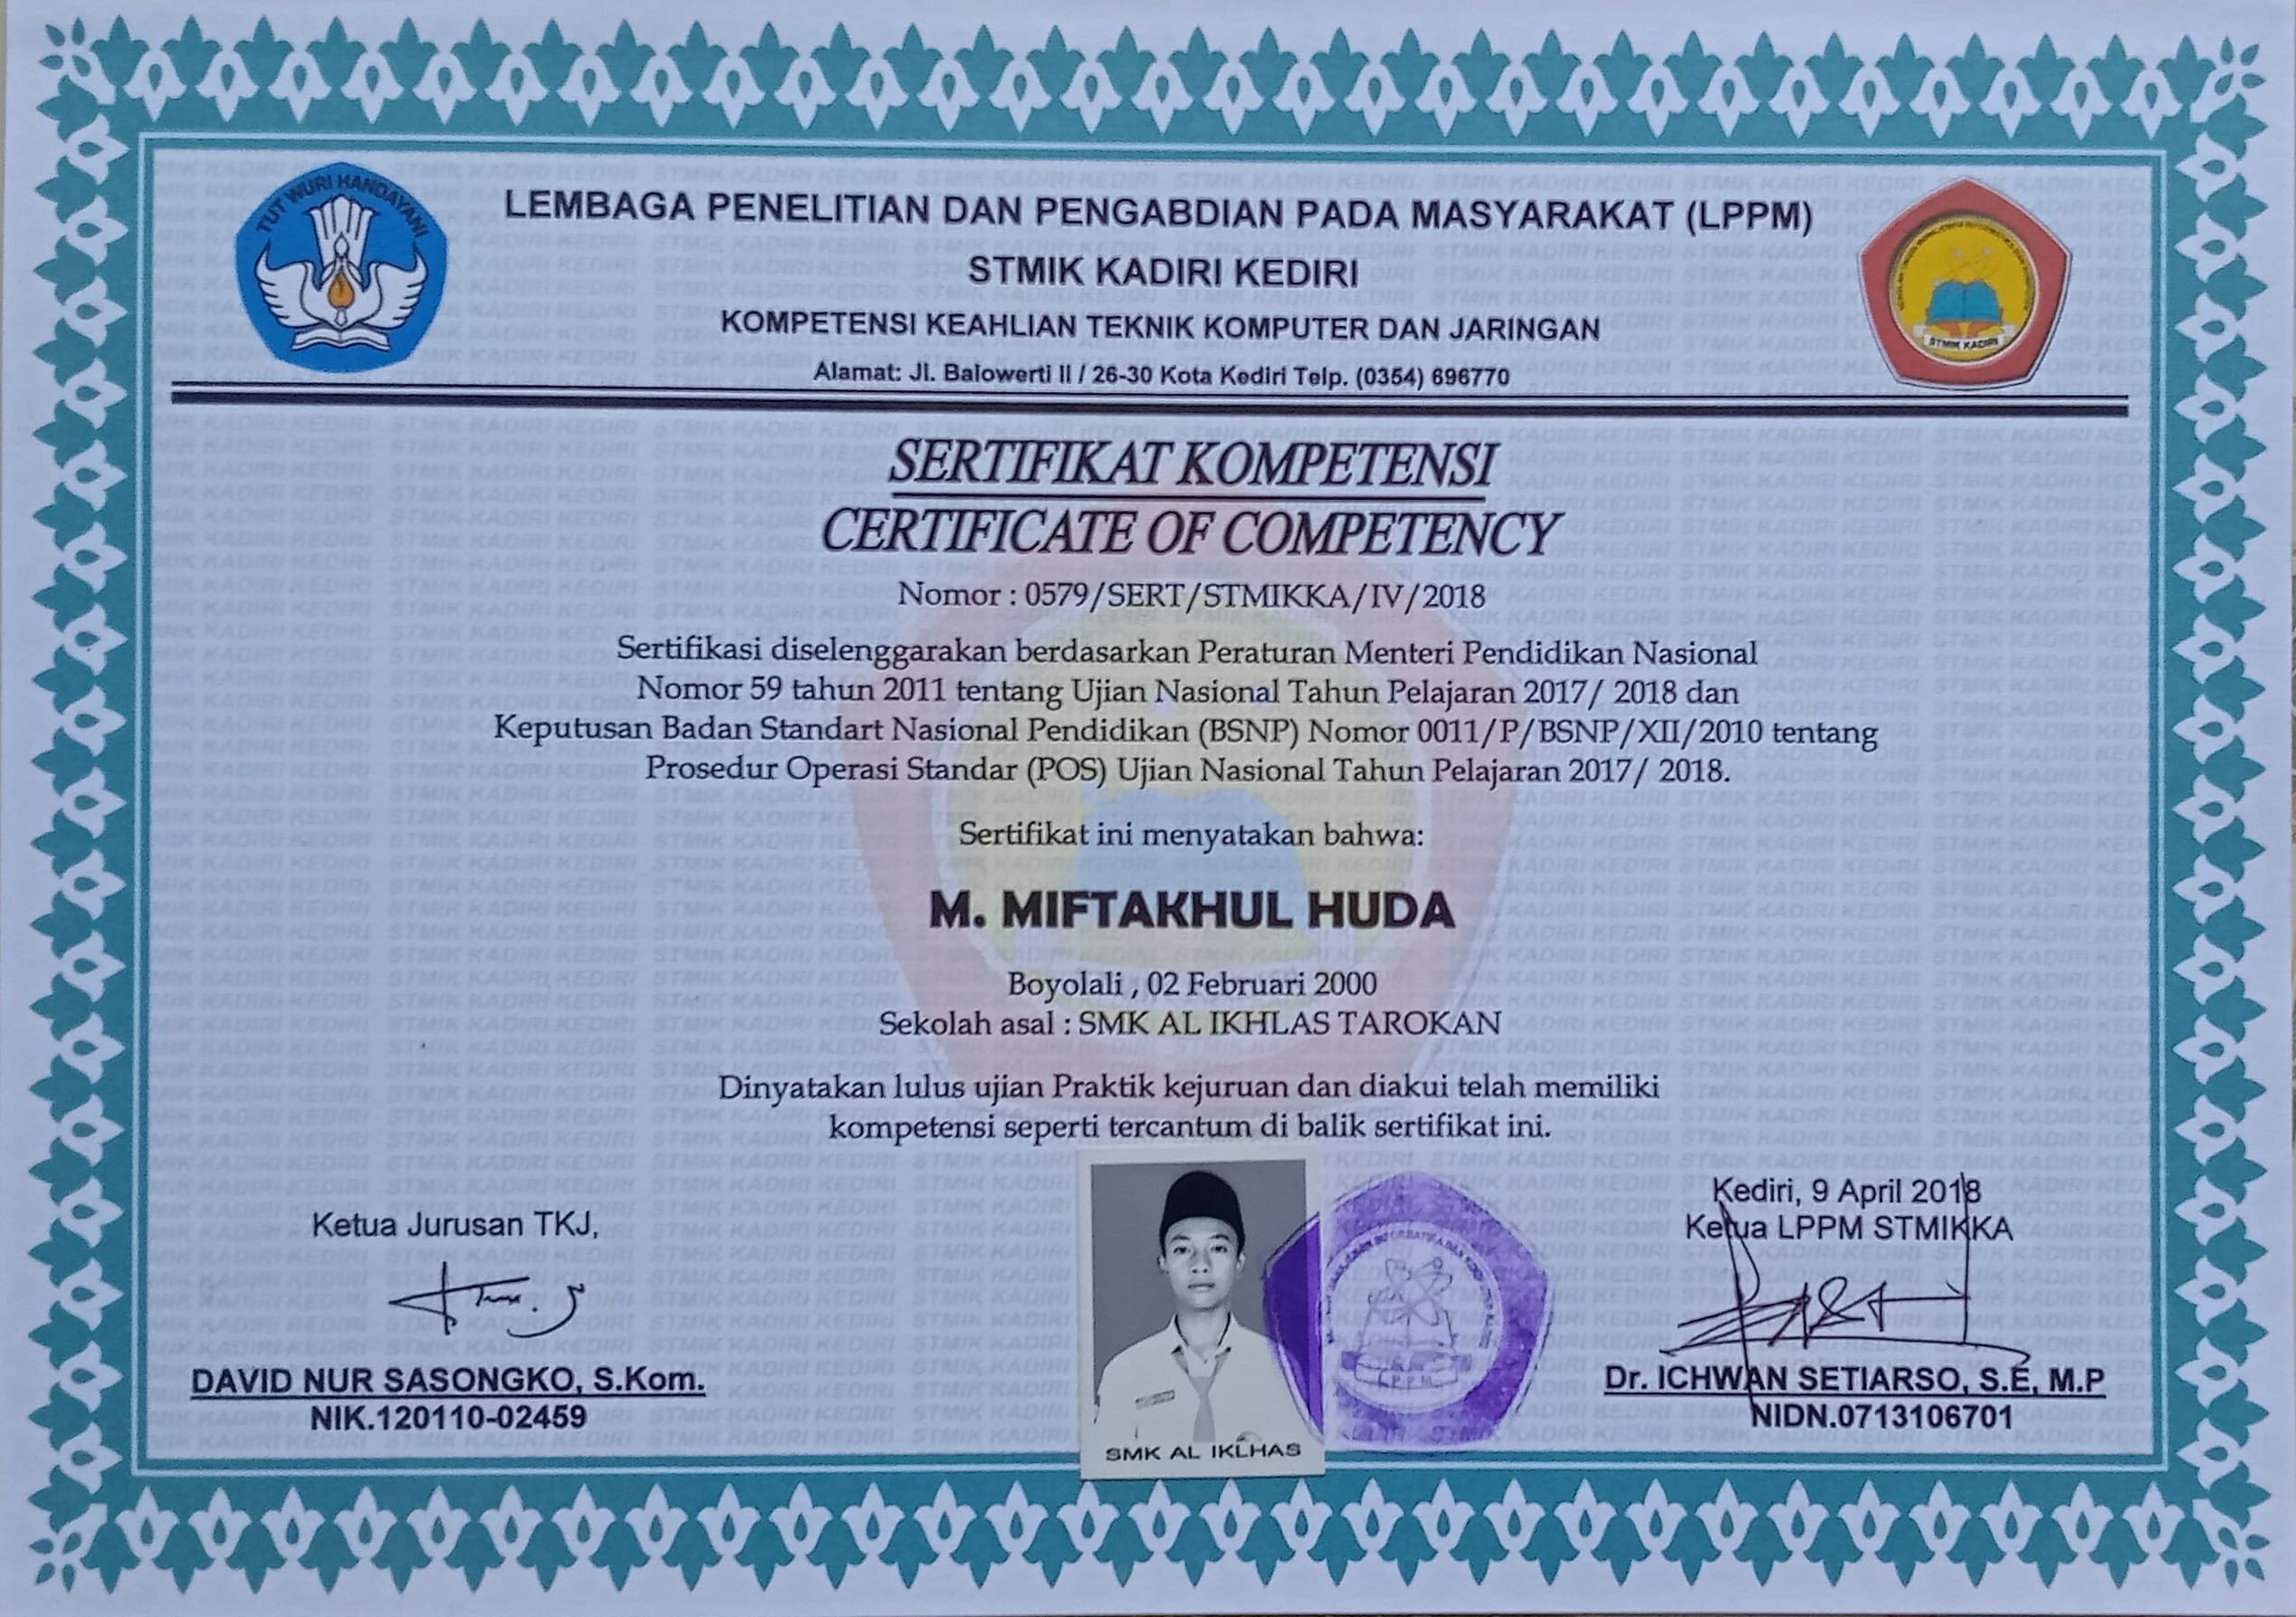 TUT WURI HANDAYANI
LEMBAGA PENELITIAN DAN PENGABDIAN PADA MASYARAKAT (LPPM)
STMIK KADIRI KEDIRI
KOMPETENSI KEAHLIAN TEKNIK KOMPUTER DAN JARINGAN
Alamat: Jl. Balowerti II / 26-30 Kota Kediri Telp. (0354) 696770
STMIK KADIRI
SERTIFIKAT KOMPETENSI
CERTIFICATE OF COMPETENCY
Nomor : 0579/SERT/STMIKKA/IV/2018
Sertifikasi diselenggarakan berdasarkan Peraturan Menteri Pendidikan Nasional
Nomor 59 tahun 2011 tentang Ujian Nasional Tahun Pelajaran 2017/ 2018 dan
Keputusan Badan Standart Nasional Pendidikan (BSNP) Nomor 0011/P/BSNP/XII/2010 tentang
Prosedur Operasi Standar (POS) Ujian Nasional Tahun Pelajaran 2017/ 2018.
Sertifikat ini menyatakan bahwa:
M. MIFTAKHUL HUDA
Boyolali , 02 Februari 2000
Sekolah asal : SMK AL IKHLAS TAROKAN
Dinyatakan lulus ujian Praktik kejuruan dan diakui telah memiliki
kompetensi seperti tercantum di balik sertifikat ini.
Ketua Jurusan TKJ,
DAVID NUR SASONGKO, S.Kom.
NIK.120110-02459
SMK AL IKLHAS
LPPM
Kediri, 9 April 2018
Ketua LPPM STMIKKA
Dr. ICHWAN SETIARSO, S.E, M.P
NIDN.0713106701